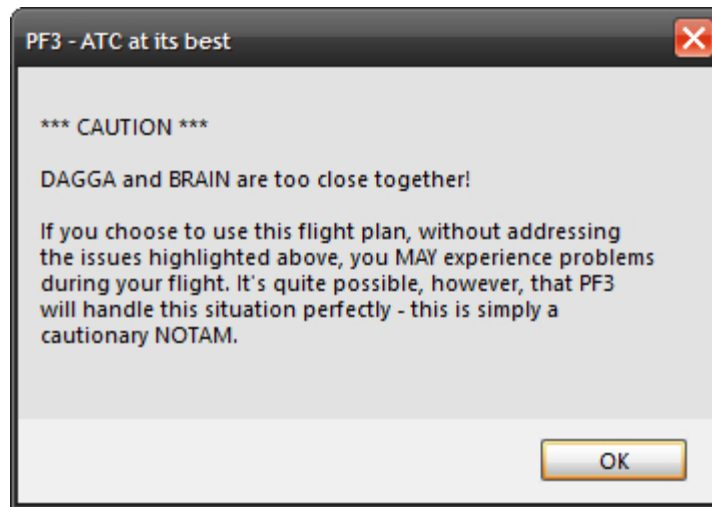 PF3 - ATC at its best
*** CAUTION ***
DAGGA and BRAIN are too close together!
If you choose to use this flight plan, without addressing
the issues highlighted above, you MAY experience problems
during your flight. It's quite possible, however, that PF3
will handle this situation perfectly - this is simply a
cautionary NOTAM.
OK